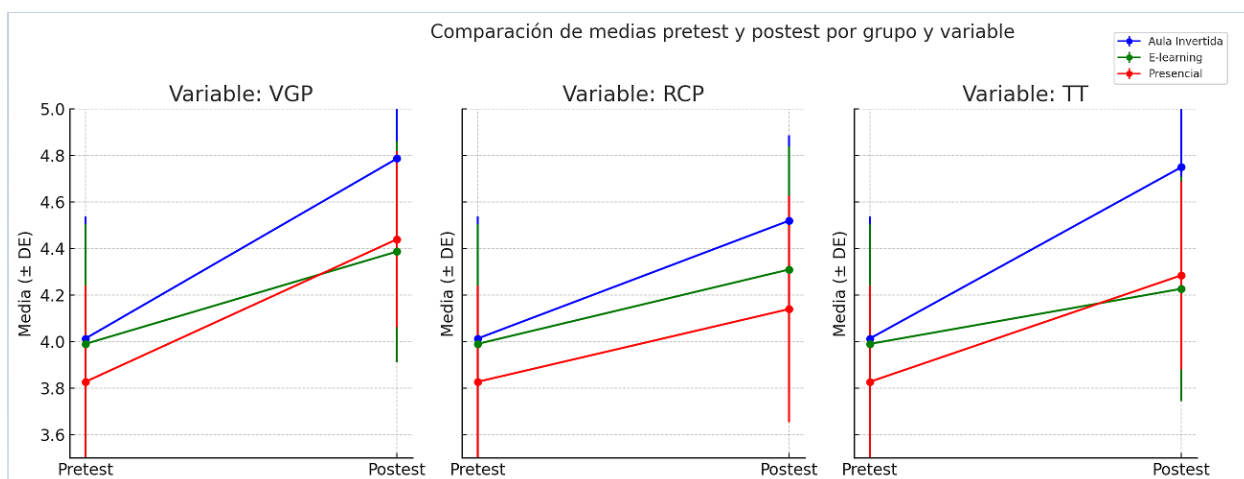 Comparación de medias pretest y postest por grupo y variable
Aula Invertida
E-learning
Presencial
Variable: VGP
Variable: RCP
Variable: TT
5.0
4.8
4.6
4.4
4.2
4.0
3.8
3.6
Media (± DE)
Media (± DE)
Media (± DE)
Pretest
Postest
Pretest
Postest
Pretest
Postest